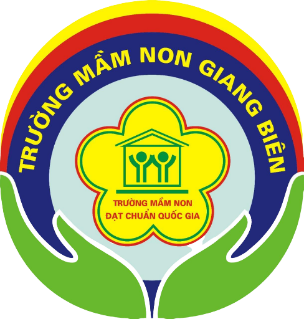 TRƯỜNG MẦM NON GIANG BIÊN
TRƯỜNG MẦM NON
ĐẠT CHUẨN QUỐC GIA